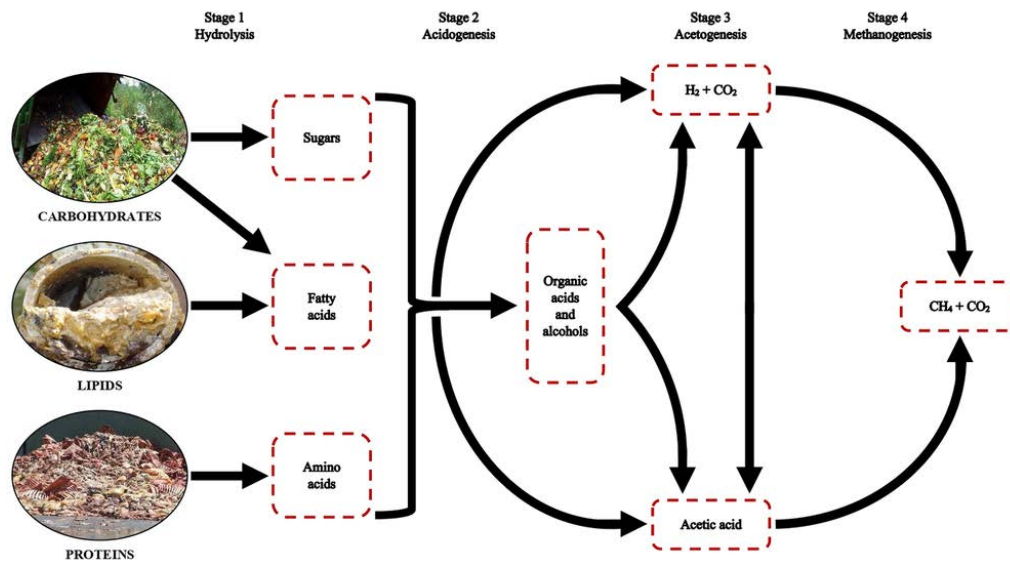 Stage 1
Hydrolysis
Stage 2
Acidogenesis
Stage 3
Acetogenesis
Stage 4
Methanogenesis
H₂ + CO₂
Sugars
CARBOHYDRATES
Organic
acids
and
alcohols
Fatty
acids
CH₄ + CO₂
LIPIDS
Amino
acids
Acetic acid
PROTEINS